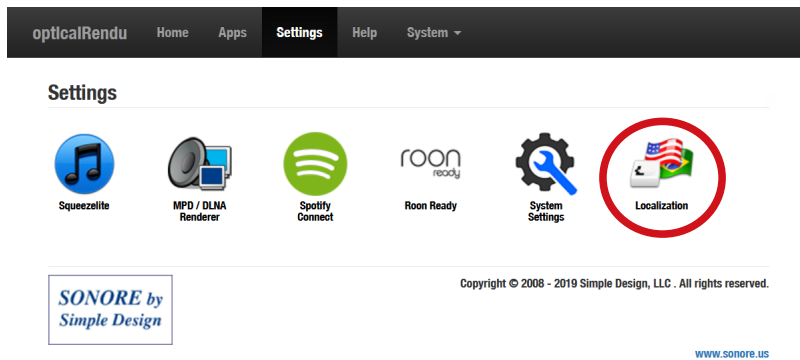 optIcalRendu Home Apps Settings Help System
Settings
Squeezelite
MPD / DLNA
Renderer
Spotify
Connect
roon
ready
Roon Ready
System
Settings
Localization
SONORE by
Simple Design
Copyright © 2008 - 2019 Simple Design, LLC . All rights reserved.
www.sonore.us